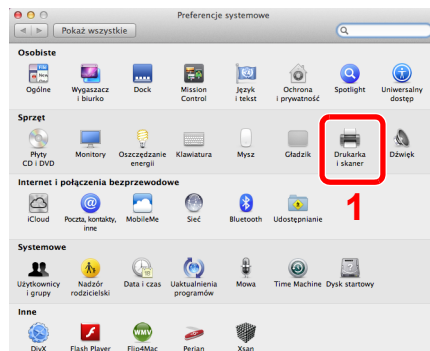 Preferencje systemowe
Pokaż wszystkie
Osobiste
Ogólne
Wygaszacz i biurko
Dock
Mission Control
Język i tekst
Ochrona i prywatność
Spotlight
Uniwersalny dostęp
Sprzęt
Płyty CD i DVD
Monitory
Oszczędzanie energii
Klawiatura
Mysz
Gładzik
Drukarka i skaner
Dźwięk
1
Internet i połączenia bezprzewodowe
iCloud
Poczta, kontakty, inne
MobileMe
Sieć
Bluetooth
Udostępnianie
Systemowe
Użytkownicy i grupy
Nadzór rodzicielski
Data i czas
Uaktualnienia programów
Mowa
Time Machine
Dysk startowy
Inne
WMV
DivX
Flash Player
Flip4Mac
Perian
Xsan